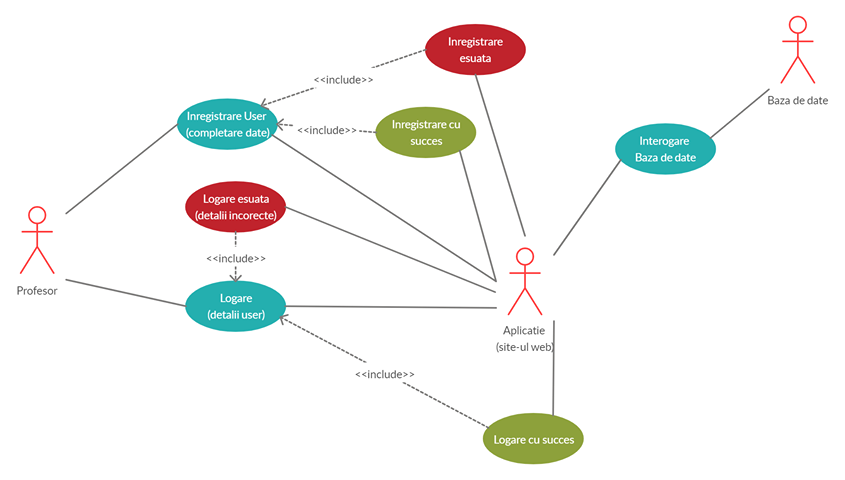 Inregistrare
esuata
<<include>>
Baza de date
Inregistrare User
(completare date)
<<include>>
Inregistrare cu
succes
Interogare
Baza de date
Logare esuata
(detalii incorecte)
<<include>>
Profesor
Logare
(detalii user)
Aplicatie
(site-ul web)
<<include>>
Logare cu succes